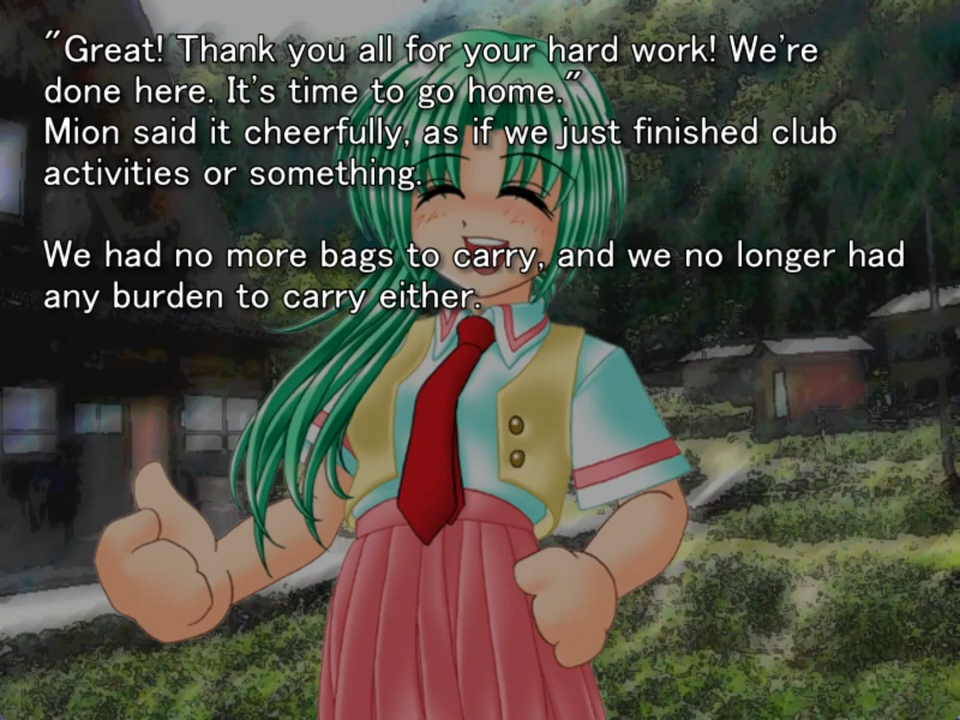 "Great! Thank you all for your hard work! We're
done here. It's time to go home."
Mion said it cheerfully, as if we just finished club
activities or something.
We had no more bags to carry, and we no longer had
any burden to carry either.